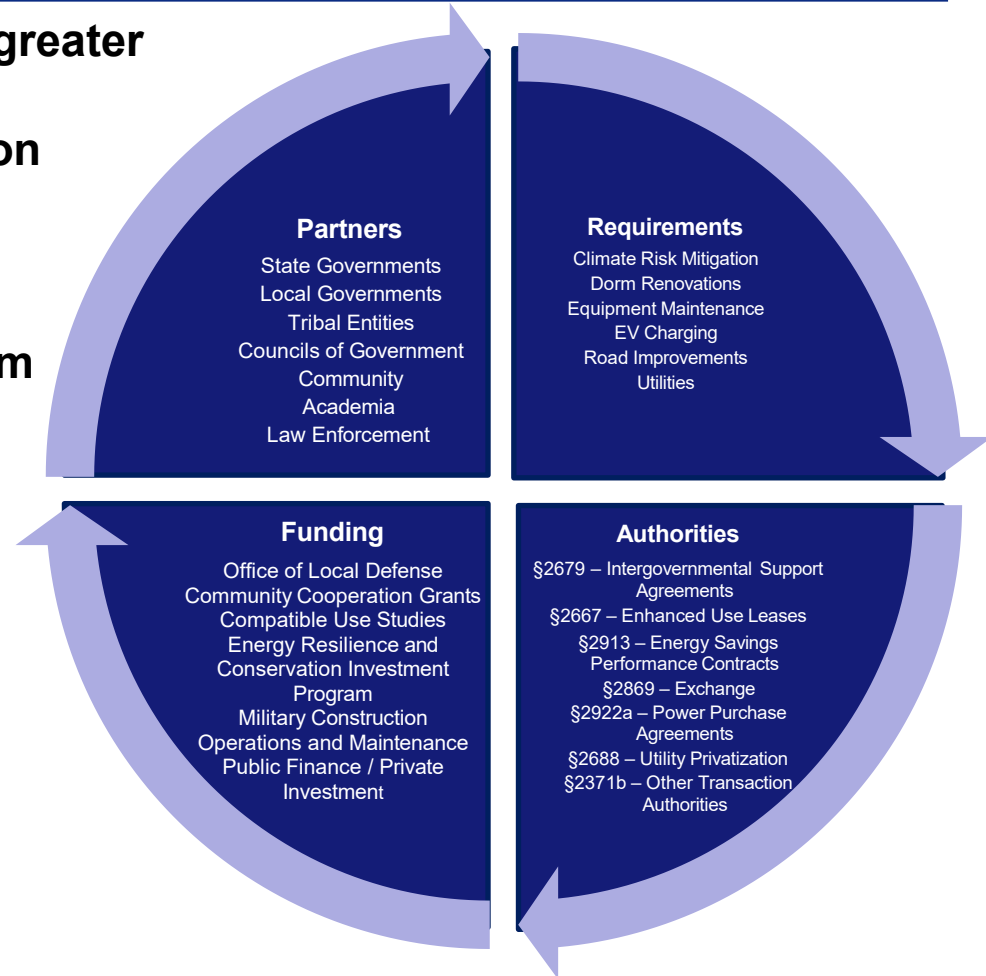 greater
on
m
Partners
State Governments
Local Governments
Tribal Entities
Councils of Government
Community
Academia
Law Enforcement
Requirements
Climate Risk Mitigation
Dorm Renovations
Equipment Maintenance
EV Charging
Road Improvements
Utilities
Funding
Office of Local Defense
Community Cooperation Grants
Compatible Use Studies
Energy Resilience and
Conservation Investment
Program
Military Construction
Operations and Maintenance
Public Finance / Private
Investment
Authorities
§2679 – Intergovernmental Support
Agreements
§2667 – Enhanced Use Leases
§2913 – Energy Savings
Performance Contracts
§2869 – Exchange
§2922a – Power Purchase
Agreements
§2688 – Utility Privatization
§2371b – Other Transaction
Authorities